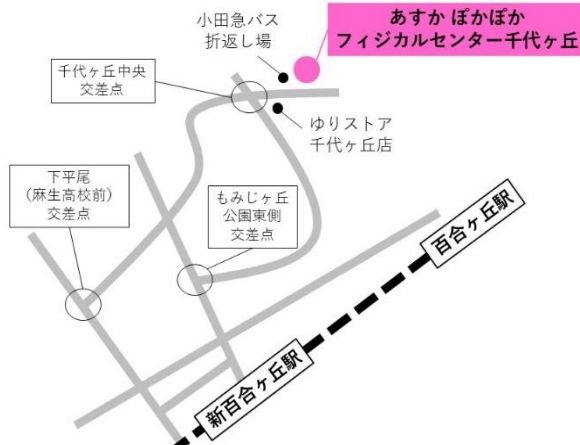 あすか ぽかぽか
フィジカルセンター千代ヶ丘
小田急バス
折返し場
千代ヶ丘中央
交差点
ゆりストア
千代ヶ丘店
下平尾
(麻生高校前)
交差点
もみじヶ丘
公園東側
交差点
百合ヶ丘駅
新百合ヶ丘駅